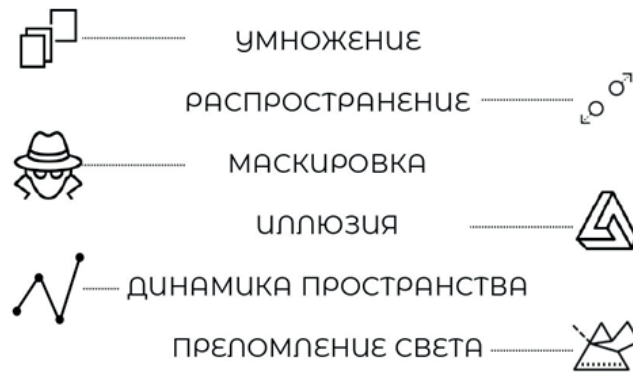 УМНОЖЕНИЕ
РАСПРОСТРАНЕНИЕ
МАСКИРОВКА
ИЛЛЮЗИЯ
ДИНАМИКА ПРОСТРАНСТВА
ПРЕЛОМЛЕНИЕ СВЕТА